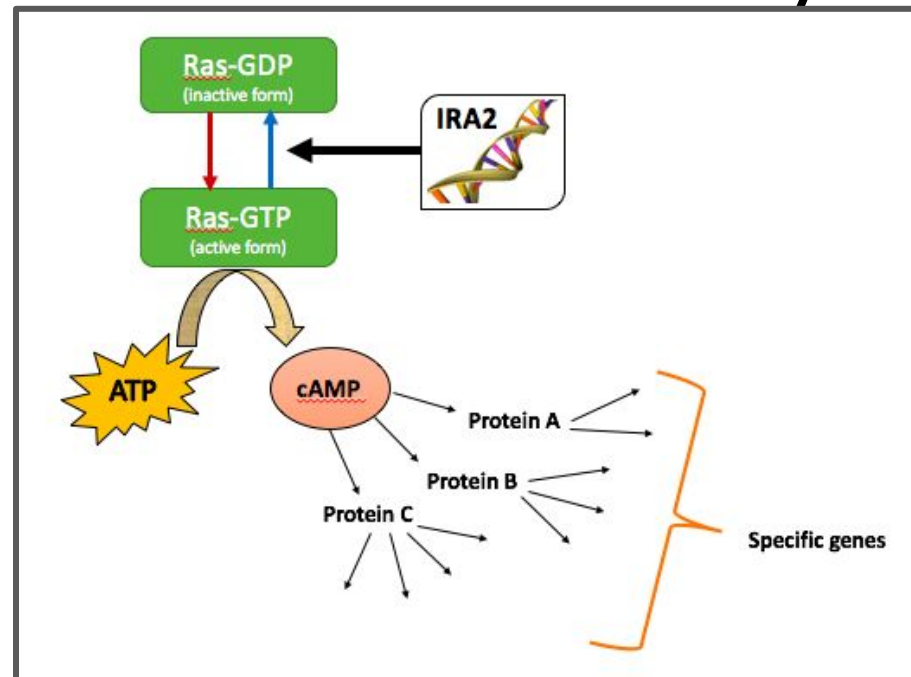 Ras-GDP
(inactive form)
IRA2
Ras-GTP
(active form)
ATP
cAMP
Protein A
Protein B
Protein C
Specific genes